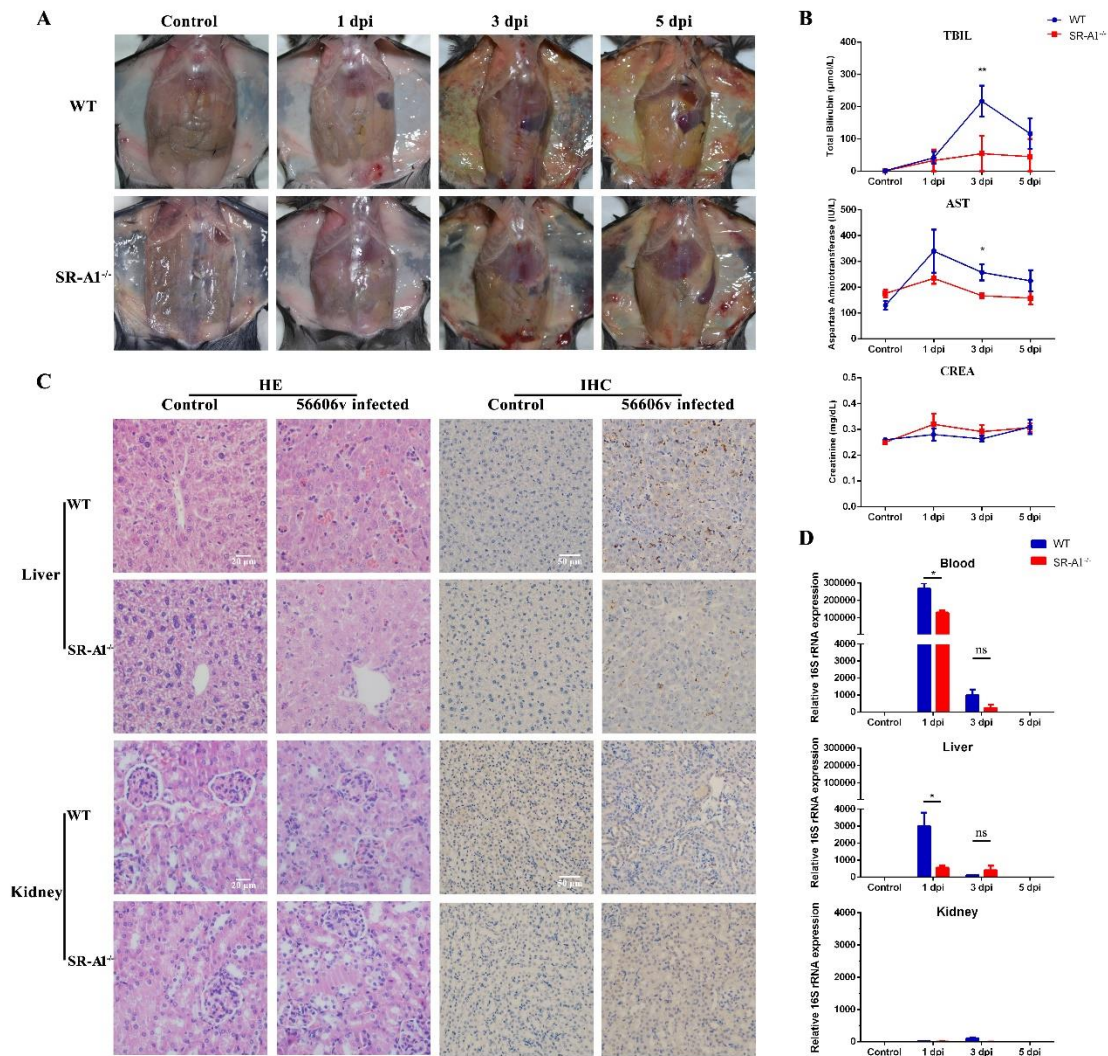 A
Control
1 dpi
3 dpi
5 dpi
WT
SR-A1-/-
B
WT
SR-A1-/-
TBIL
Total Bilirubin (μmol/L)
400
300
200
100
0
**
Control
1 dpi
3 dpi
5 dpi
AST
Aspartate Aminotransferase (IU/L)
500
400
300
200
100
0
*
Control
1 dpi
3 dpi
5 dpi
CREA
Creatinine (mg/dL)
0.5
0.4
0.3
0.2
0.1
0.0
Control
1 dpi
3 dpi
5 dpi
C
HE
IHC
Control
56606v infected
Control
56606v infected
Liver
WT
SR-A1-/-
20 μm
50 μm
Kidney
WT
SR-A1-/-
20 μm
50 μm
D
WT
SR-A1-/-
Blood
Relative 16S rRNA expression
300000
200000
100000
4000
3000
2000
1000
0
*
ns
Control
1 dpi
3 dpi
5 dpi
Liver
Relative 16S rRNA expression
300000
200000
100000
4000
3000
2000
1000
0
*
ns
Control
1 dpi
3 dpi
5 dpi
Kidney
Relative 16S rRNA expression
4000
3000
2000
1000
0
Control
1 dpi
3 dpi
5 dpi